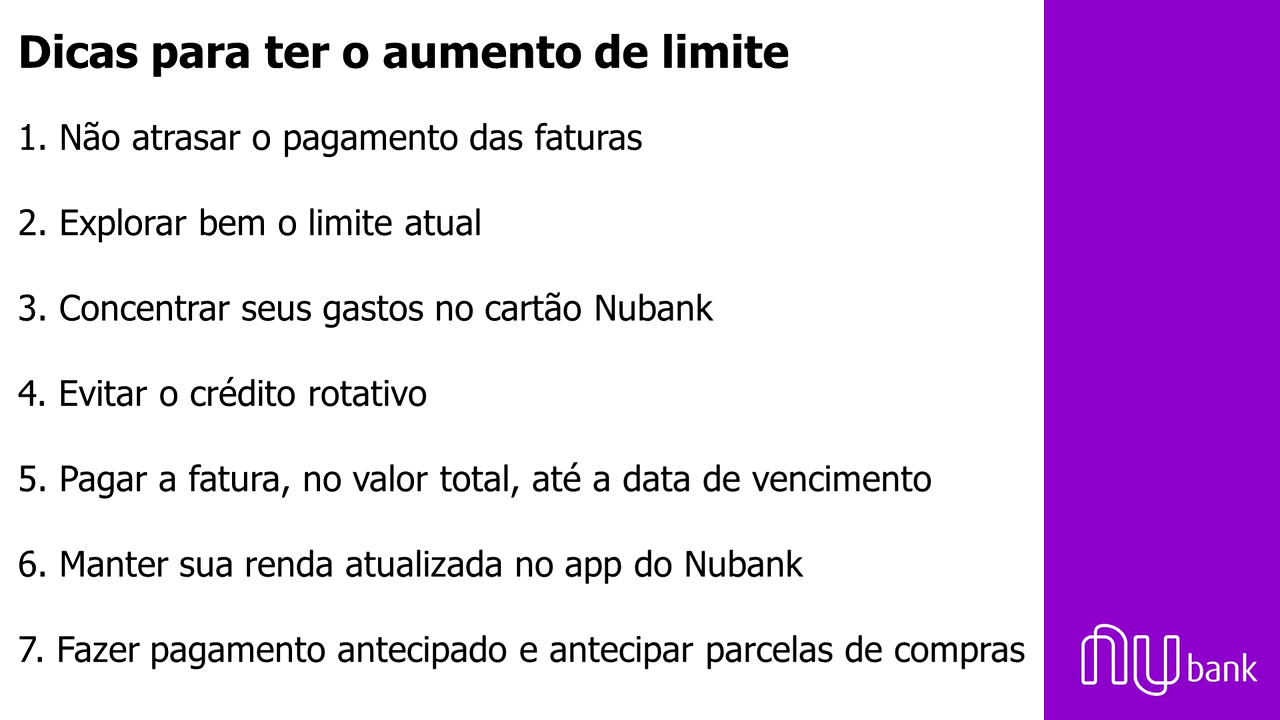 Dicas para ter o aumento de limite
1. Não atrasar o pagamento das faturas
2. Explorar bem o limite atual
3. Concentrar seus gastos no cartão Nubank
4. Evitar o crédito rotativo
5. Pagar a fatura, no valor total, até a data de vencimento
6. Manter sua renda atualizada no app do Nubank
7. Fazer pagamento antecipado e antecipar parcelas de compras
nu bank